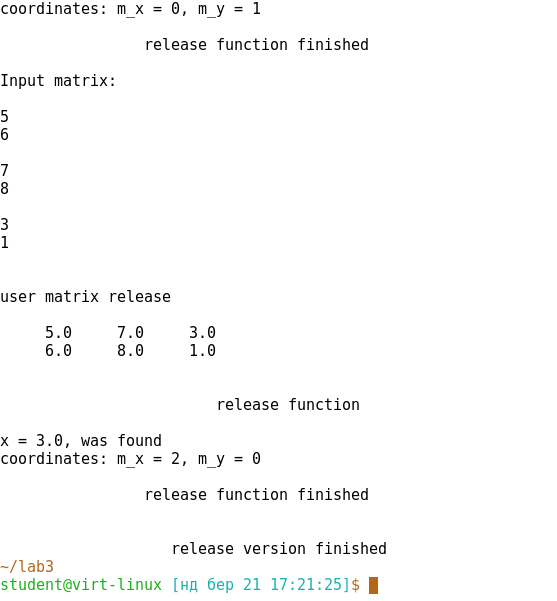 coordinates: m_x = 0, m_y = 1
release function finished
Input matrix:
5
6
7
8
3
1
user matrix release
5.0 7.0 3.0
6.0 8.0 1.0
release function
x = 3.0, was found
coordinates: m_x = 2, m_y = 0
release function finished
release version finished
~/lab3
student@virt-linux [нд бер 21 17:21:25]$